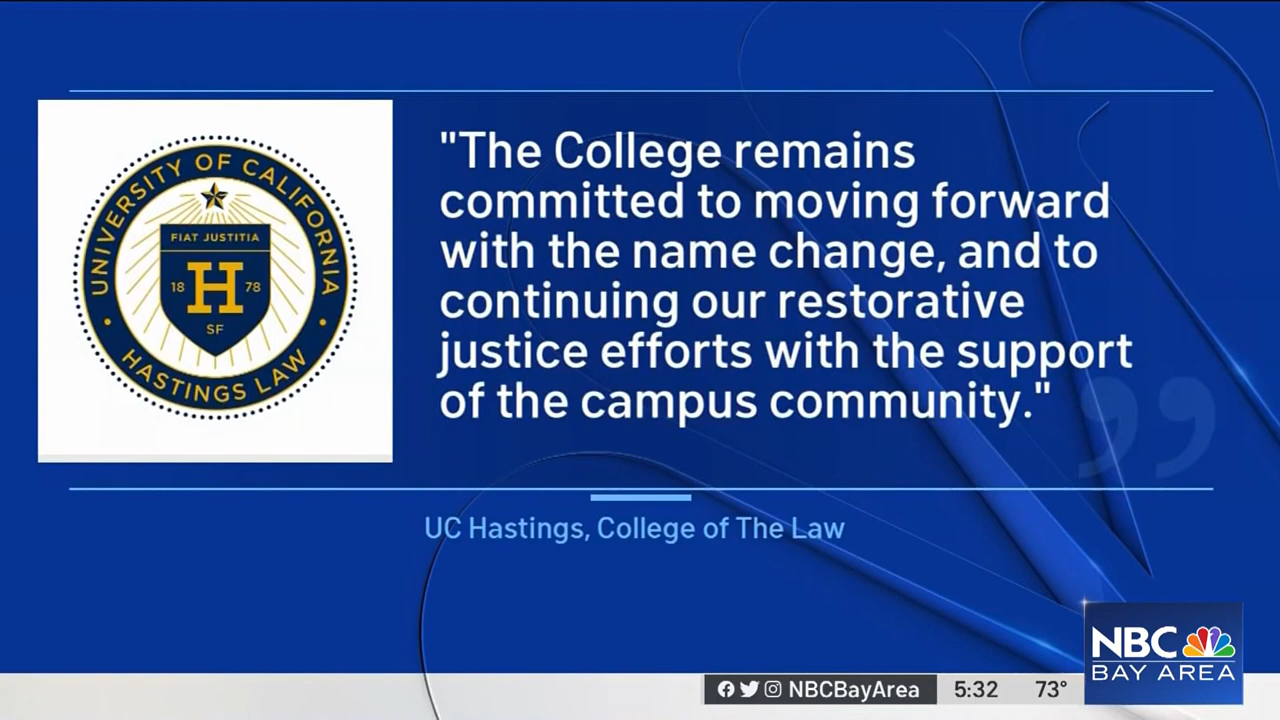 UNIVERSITY OF CALIFORNIA
FIAT JUSTITIA
18 H 78
SF
HASTINGS LAW
"The College remains
committed to moving forward
with the name change, and to
continuing our restorative
justice efforts with the support
of the campus community."
UC Hastings, College of The Law
NBC
BAY AREA
NBCBayArea
5:32
73°